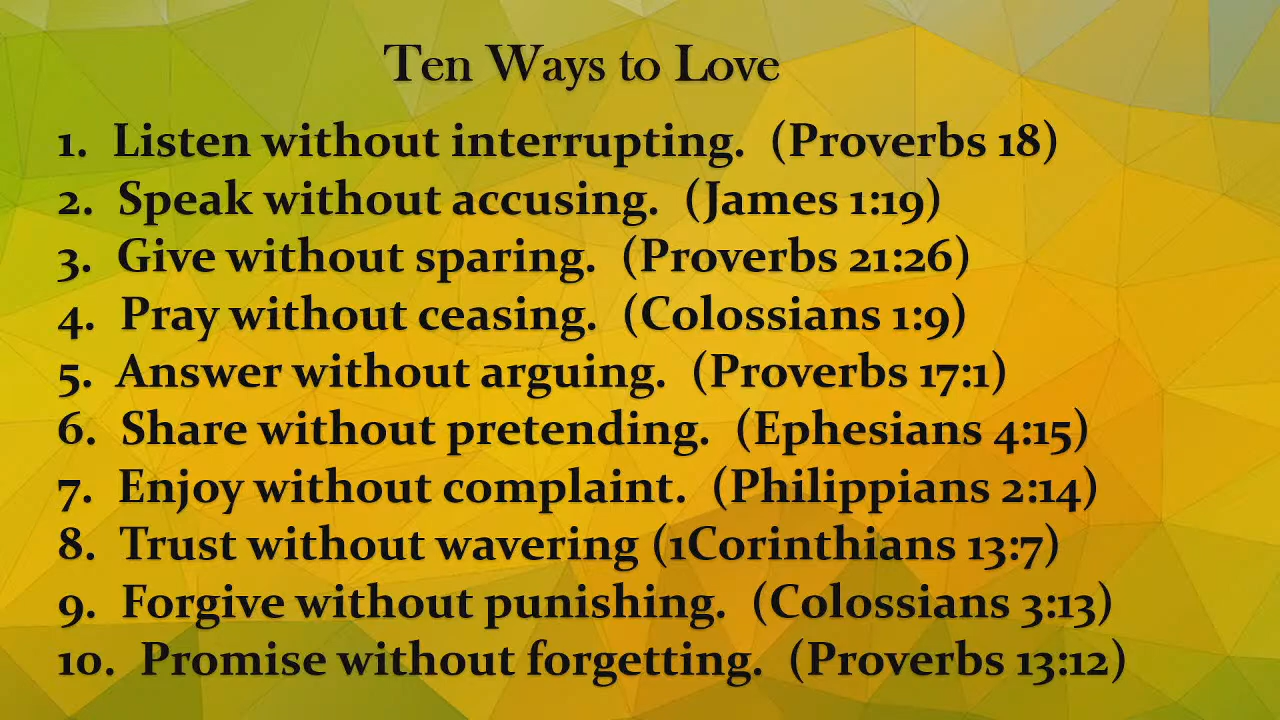 Ten Ways to Love
1. Listen without interrupting. (Proverbs 18)
2. Speak without accusing. (James 1:19)
3. Give without sparing. (Proverbs 21:26)
4. Pray without ceasing. (Colossians 1:9)
5. Answer without arguing. (Proverbs 17:1)
6. Share without pretending. (Ephesians 4:15)
7. Enjoy without complaint. (Philippians 2:14)
8. Trust without wavering (1Corinthians 13:7)
9. Forgive without punishing. (Colossians 3:13)
10. Promise without forgetting. (Proverbs 13:12)